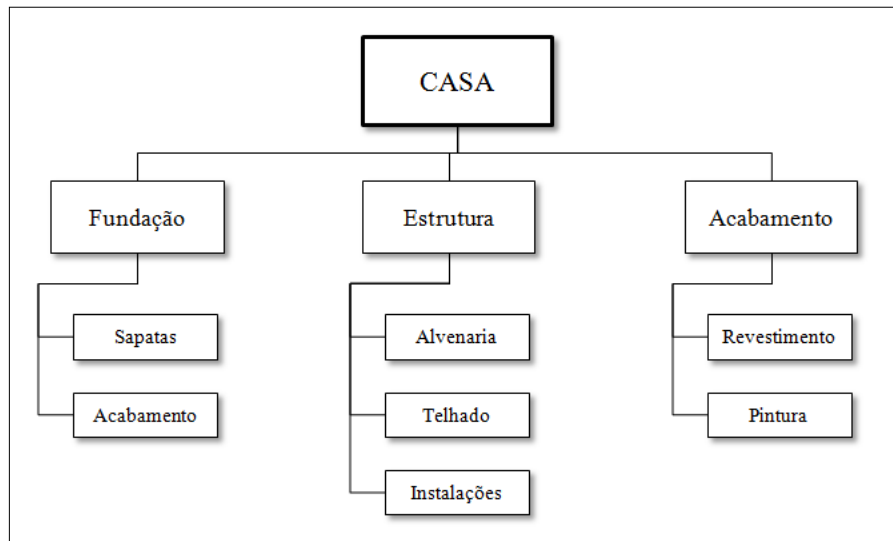 CASA
Fundação
Estrutura
Acabamento
Sapatas
Alvenaria
Revestimento
Acabamento
Telhado
Pintura
Instalações